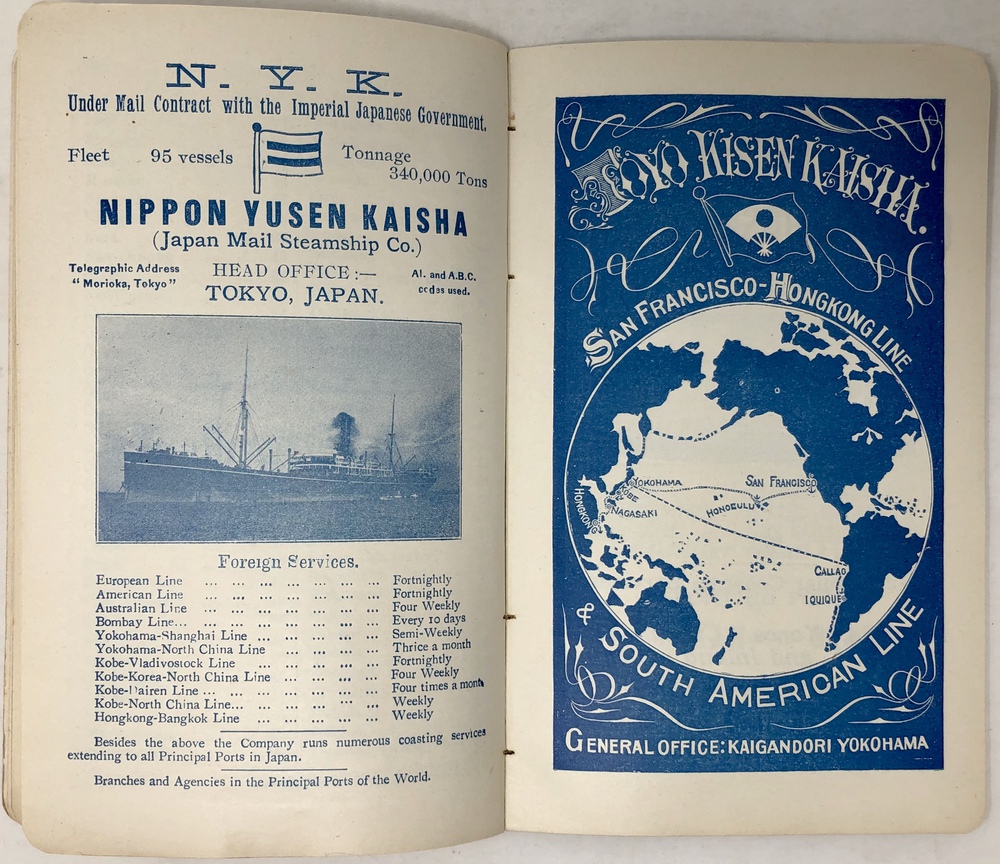 N. Y. K.
Under Mail Contract with the Imperial Japanese Government.
Fleet 95 vessels Tonnage 340,000 Tons
NIPPON YUSEN KAISHA
(Japan Mail Steamship Co.)
Telegraphic Address
"Morioka, Tokyo"
HEAD OFFICE:—
TOKYO, JAPAN.
A1. and A.B.C.
codes used.
Foreign Services.
European Line ... ... ... ... ... ... ... Fortnightly
American Line ... ... ... ... ... ... ... Fortnightly
Australian Line ... ... ... ... ... ... ... Four Weekly
Bombay Line... ... ... ... ... ... ... Every 10 days
Yokohama-Shanghai Line ... ... ... ... ... Semi-Weekly
Yokohama-North China Line ... ... ... ... Thrice a month
Kobe-Vladivostock Line ... ... ... ... ... Fortnightly
Kobe-Korea-North China Line ... ... ... ... Four Weekly
Kobe-Dairen Line ... ... ... ... ... ... Four times a month
Kobe-North China Line... ... ... ... ... Weekly
Hongkong-Bangkok Line ... ... ... ... ... Weekly
Besides the above the Company runs numerous coasting services
extending to all Principal Ports in Japan.
Branches and Agencies in the Principal Ports of the World.
TOYO KISEN KAISHA.
SAN FRANCISCO-HONGKONG LINE
YOKOHAMA
SAN FRANCISCO
KOBE
HONGKONG
NAGASAKI
HONOLULU
CALLAO
IQUIQUE
& SOUTH AMERICAN LINE
GENERAL OFFICE: KAIGANDORI YOKOHAMA